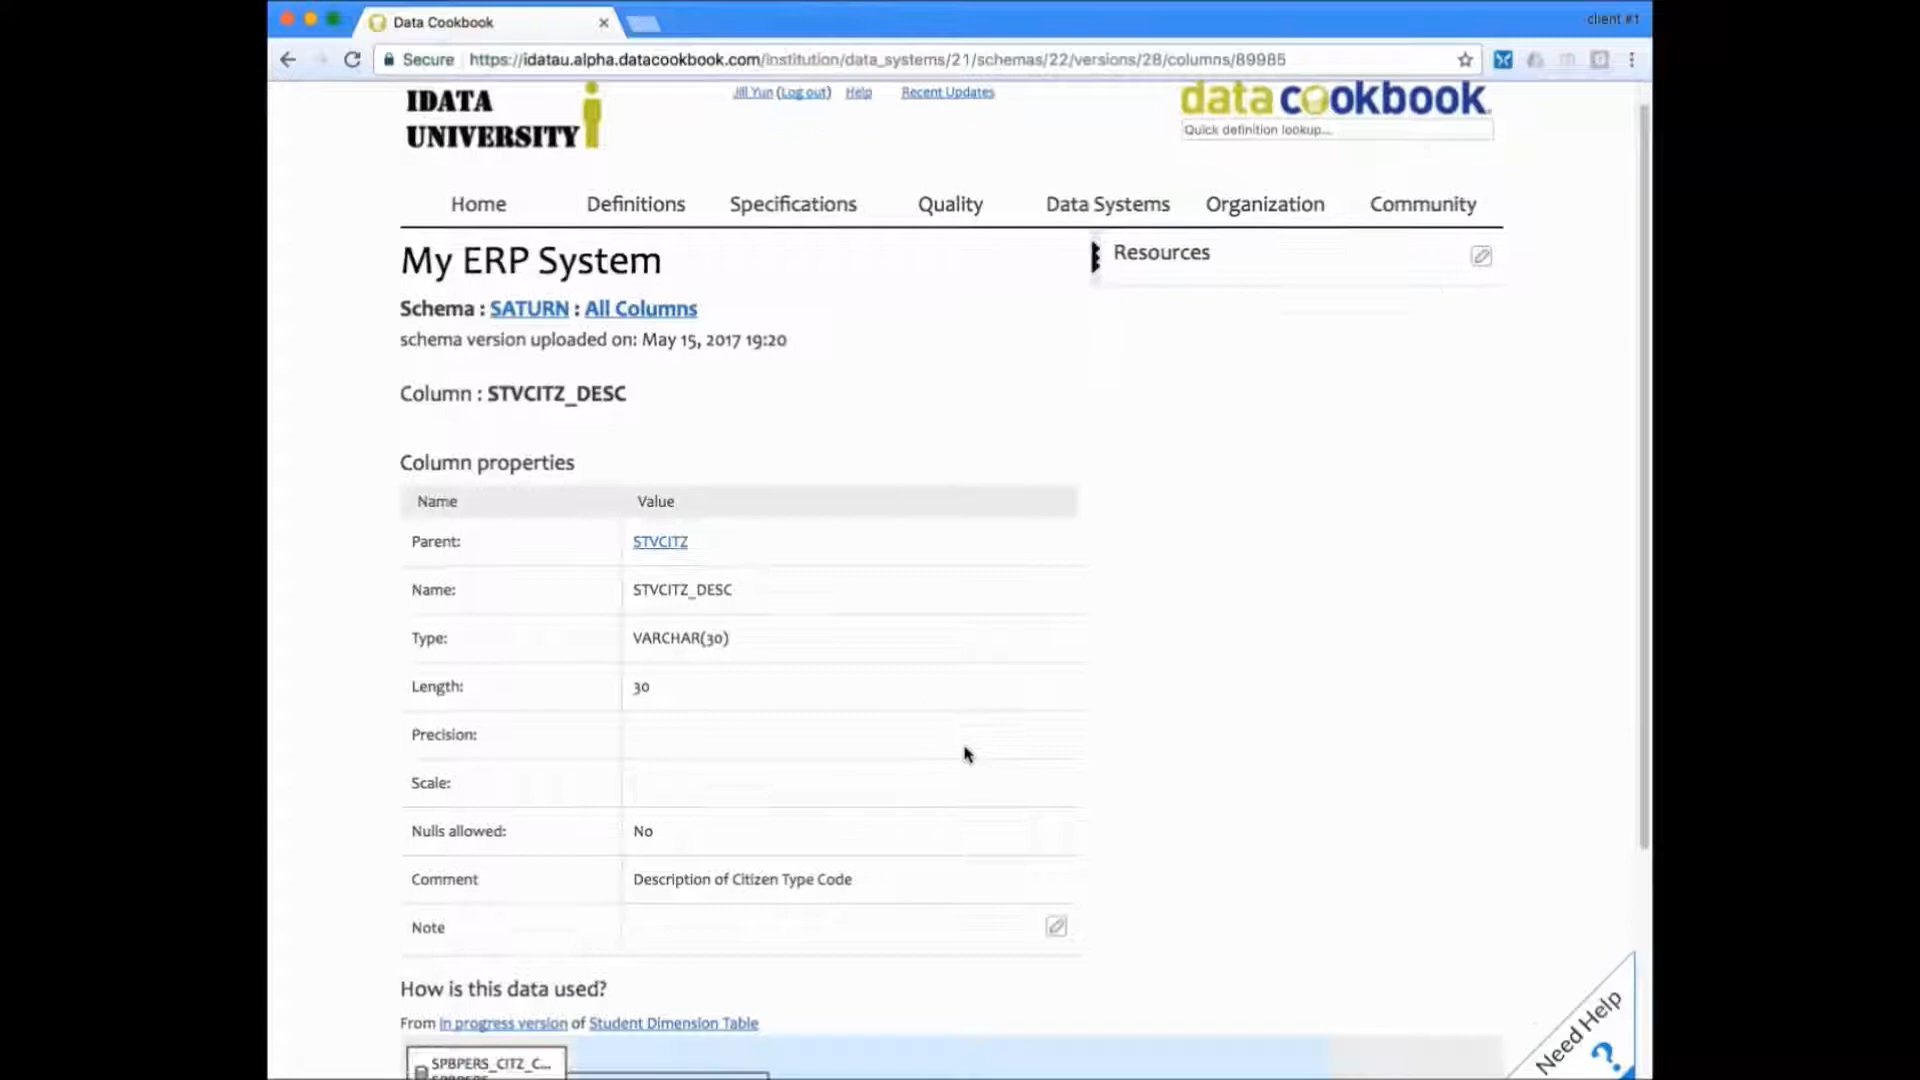 Data Cookbook
client #1
Secure https://idatau.alpha.datacookbook.com/institution/data_systems/21/schemas/22/versions/28/columns/89985
IDATA
UNIVERSITY
Jill Yun (Log out) Help Recent Updates
datacookbook
Quick definition lookup...
Home Definitions Specifications Quality Data Systems Organization Community
My ERP System
Resources
Schema : SATURN : All Columns
schema version uploaded on: May 15, 2017 19:20
Column : STVCITZ_DESC
Column properties
Name Value
Parent: STVCITZ
Name: STVCITZ_DESC
Type: VARCHAR(30)
Length: 30
Precision:
Scale:
Nulls allowed: No
Comment Description of Citizen Type Code
Note
How is this data used?
From in progress version of Student Dimension Table
SPBPERS_CITZ_C...
Need Help
?